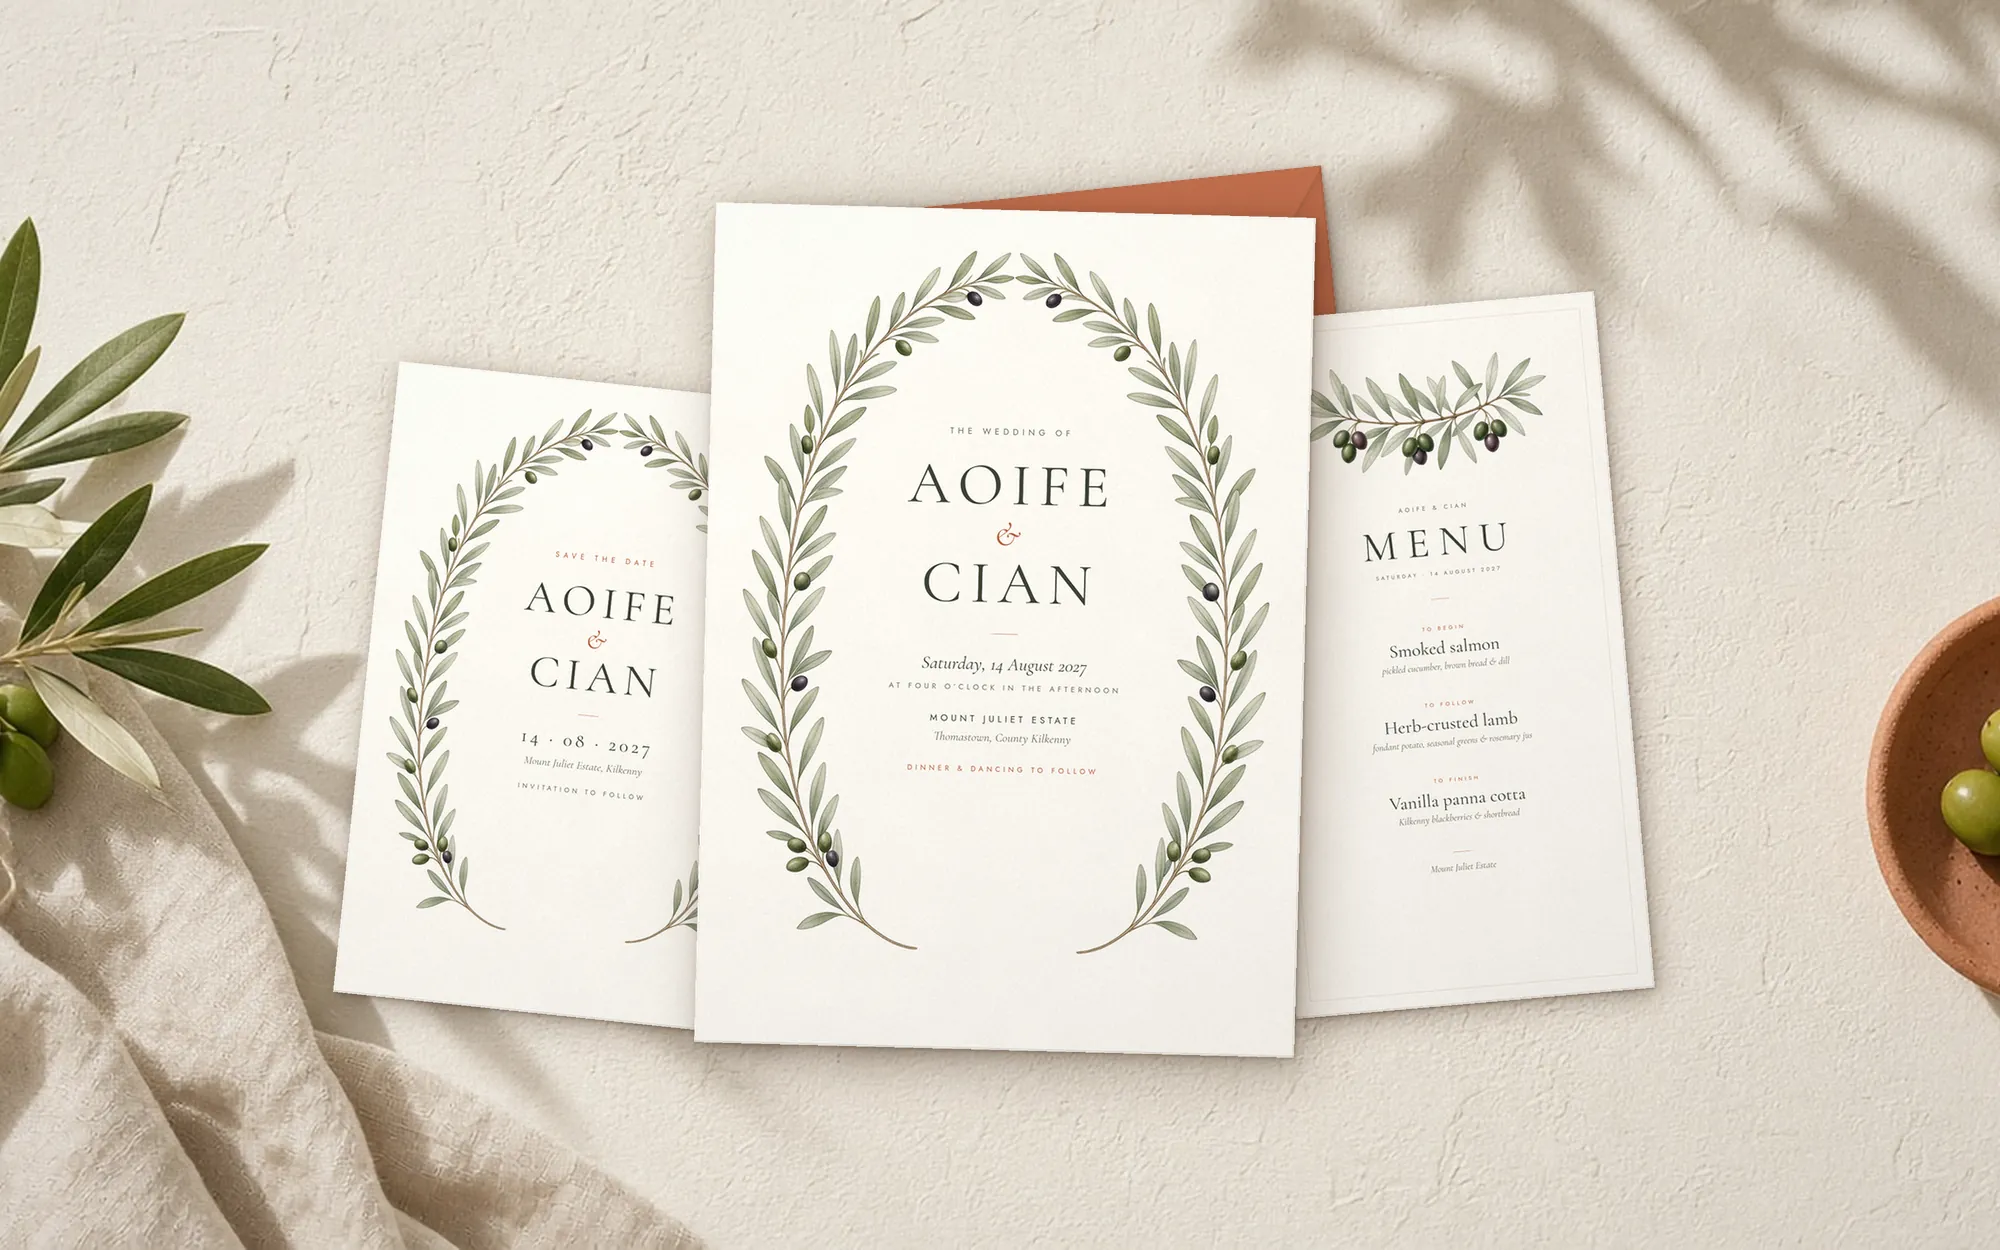 SAVE THE DATE
AOIFE
&
CIAN
14 · 08 · 2027
Mount Juliet Estate, Kilkenny
INVITATION TO FOLLOW
THE WEDDING OF
AOIFE
&
CIAN
Saturday, 14 August 2027
AT FOUR O'CLOCK IN THE AFTERNOON
MOUNT JULIET ESTATE
Thomastown, County Kilkenny
DINNER & DANCING TO FOLLOW
AOIFE & CIAN
MENU
SATURDAY · 14 AUGUST 2027
TO BEGIN
Smoked salmon
pickled cucumber, brown bread & dill
TO FOLLOW
Herb-crusted lamb
fondant potato, seasonal greens & rosemary jus
TO FINISH
Vanilla panna cotta
Kilkenny blackberries & shortbread
Mount Juliet Estate